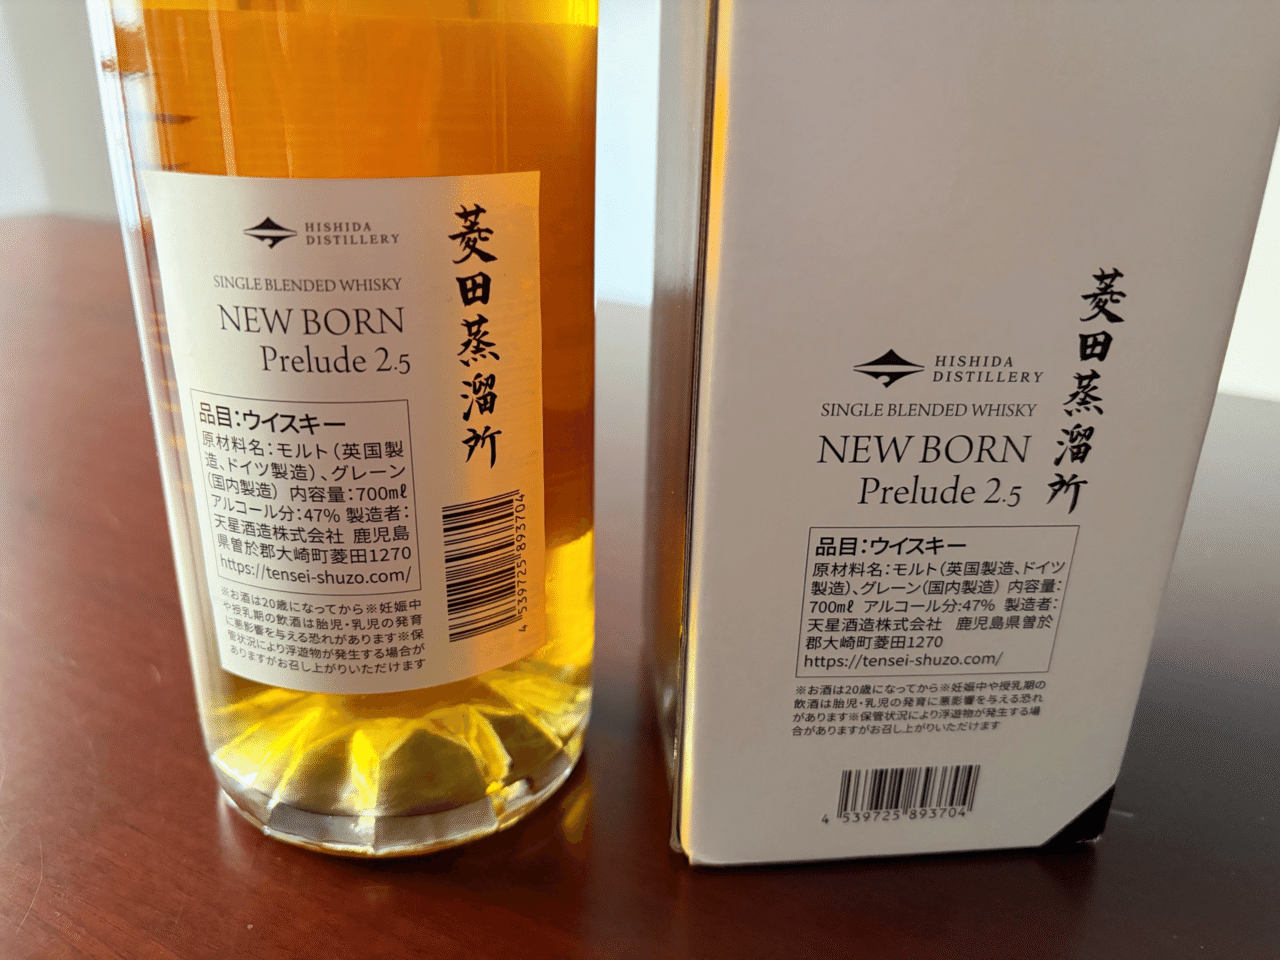 HISHIDA
DISTILLERY
SINGLE BLENDED WHISKY
NEW BORN
Prelude 2.5
菱田蒸溜所
品目:ウイスキー
原材料名:モルト(英国製
造、ドイツ製造)、グレーン
(国内製造) 内容量:700㎖
アルコール分:47% 製造者:
天星酒造株式会社 鹿児島
県曽於郡大崎町菱田1270
https://tensei-shuzo.com/
※お酒は20歳になってから※妊娠中
や授乳期の飲酒は胎児・乳児の発育
に悪影響を与える恐れがあります※保
管状況により浮遊物が発生する場合が
ありますがお召し上がりいただけます
4 539725 893704
HISHIDA
DISTILLERY
SINGLE BLENDED WHISKY
NEW BORN
Prelude 2.5
菱田蒸溜所
品目:ウイスキー
原材料名:モルト(英国製造、ドイツ
製造)、グレーン(国内製造) 内容量:
700㎖ アルコール分:47% 製造者:
天星酒造株式会社 鹿児島県曽於
郡大崎町菱田1270
https://tensei-shuzo.com/
※お酒は20歳になってから※妊娠中や授乳期の
飲酒は胎児・乳児の発育に悪影響を与える恐れ
があります※保管状況により浮遊物が発生する場
合がありますがお召し上がりいただけます
4 539725 893704